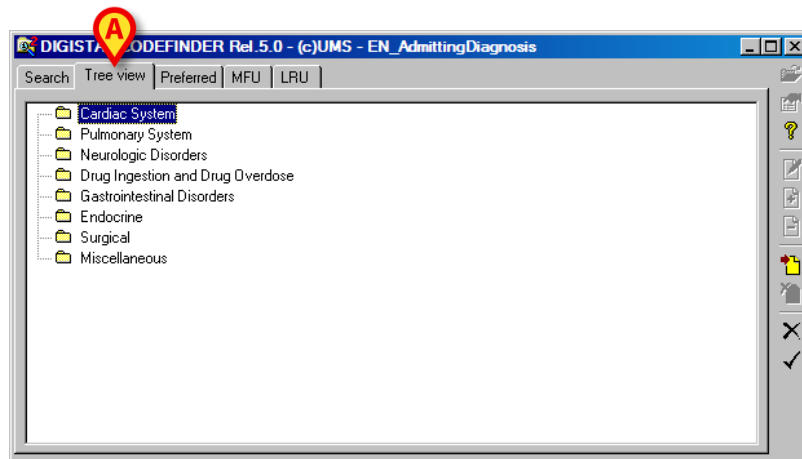 A
DIGISTA CODEFINDER Rel.5.0 - (c)UMS - EN_AdmittingDiagnosis
Search Tree view Preferred MFU LRU
Cardiac System
Pulmonary System
Neurologic Disorders
Drug Ingestion and Drug Overdose
Gastrointestinal Disorders
Endocrine
Surgical
Miscellaneous